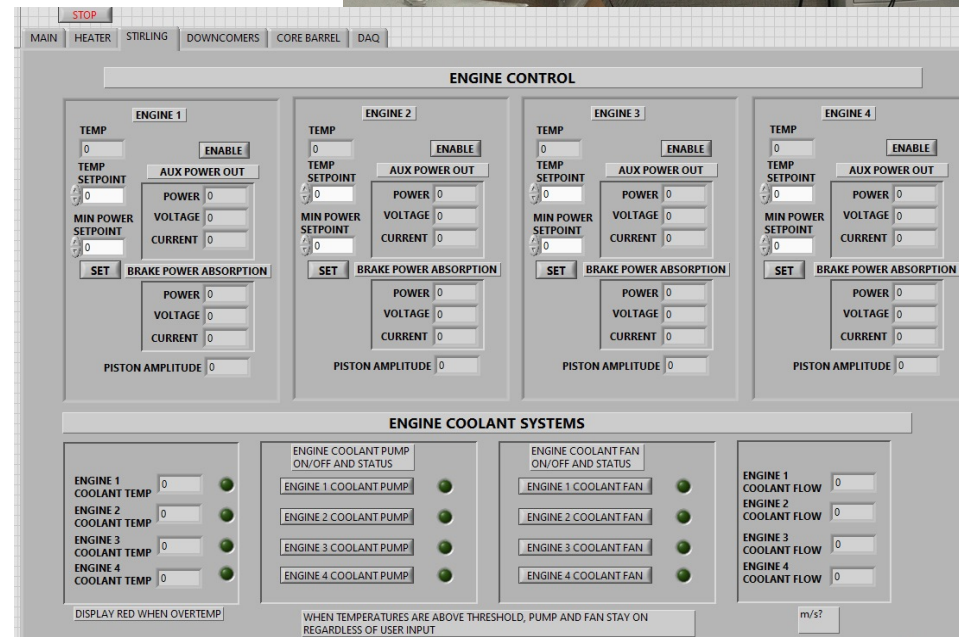 STOP
MAIN HEATER STIRLING DOWNCOMERS CORE BARREL DAQ
ENGINE CONTROL
ENGINE 1
TEMP
0
ENABLE
TEMP
SETPOINT
0
AUX POWER OUT
POWER 0
VOLTAGE 0
CURRENT 0
MIN POWER
SETPOINT
0
SET
BRAKE POWER ABSORPTION
POWER 0
VOLTAGE 0
CURRENT 0
PISTON AMPLITUDE 0
ENGINE 2
TEMP
0
ENABLE
TEMP
SETPOINT
0
AUX POWER OUT
POWER 0
VOLTAGE 0
CURRENT 0
MIN POWER
SETPOINT
0
SET
BRAKE POWER ABSORPTION
POWER 0
VOLTAGE 0
CURRENT 0
PISTON AMPLITUDE 0
ENGINE 3
TEMP
0
ENABLE
TEMP
SETPOINT
0
AUX POWER OUT
POWER 0
VOLTAGE 0
CURRENT 0
MIN POWER
SETPOINT
0
SET
BRAKE POWER ABSORPTION
POWER 0
VOLTAGE 0
CURRENT 0
PISTON AMPLITUDE 0
ENGINE 4
TEMP
0
ENABLE
TEMP
SETPOINT
0
AUX POWER OUT
POWER 0
VOLTAGE 0
CURRENT 0
MIN POWER
SETPOINT
0
SET
BRAKE POWER ABSORPTION
POWER 0
VOLTAGE 0
CURRENT 0
PISTON AMPLITUDE 0
ENGINE COOLANT SYSTEMS
ENGINE 1
COOLANT TEMP 0
ENGINE 2
COOLANT TEMP 0
ENGINE 3
COOLANT TEMP 0
ENGINE 4
COOLANT TEMP 0
DISPLAY RED WHEN OVERTEMP
ENGINE COOLANT PUMP
ON/OFF AND STATUS
ENGINE 1 COOLANT PUMP
ENGINE 2 COOLANT PUMP
ENGINE 3 COOLANT PUMP
ENGINE 4 COOLANT PUMP
ENGINE COOLANT FAN
ON/OFF AND STATUS
ENGINE 1 COOLANT FAN
ENGINE 2 COOLANT FAN
ENGINE 3 COOLANT FAN
ENGINE 4 COOLANT FAN
WHEN TEMPERATURES ARE ABOVE THRESHOLD, PUMP AND FAN STAY ON
REGARDLESS OF USER INPUT
ENGINE 1
COOLANT FLOW 0
ENGINE 2
COOLANT FLOW 0
ENGINE 3
COOLANT FLOW 0
ENGINE 4
COOLANT FLOW 0
m/s?